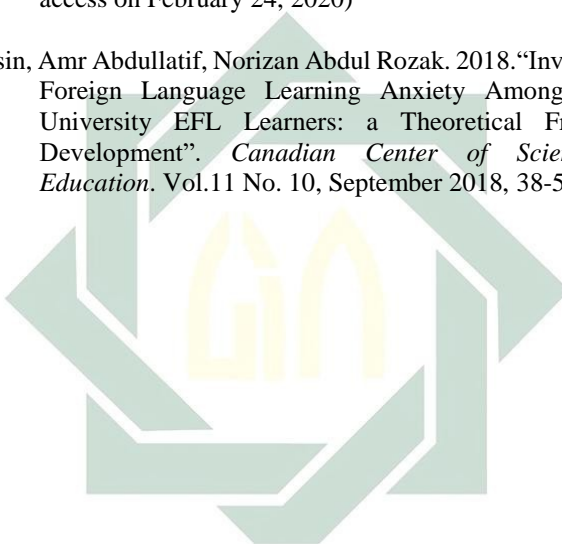 access on February 24, 2020)
sin, Amr Abdullatif, Norizan Abdul Rozak. 2018.“Inv
Foreign Language Learning Anxiety Among
University EFL Learners: a Theoretical Fr
Development”. Canadian Center of Scie
Education. Vol.11 No. 10, September 2018, 38-5